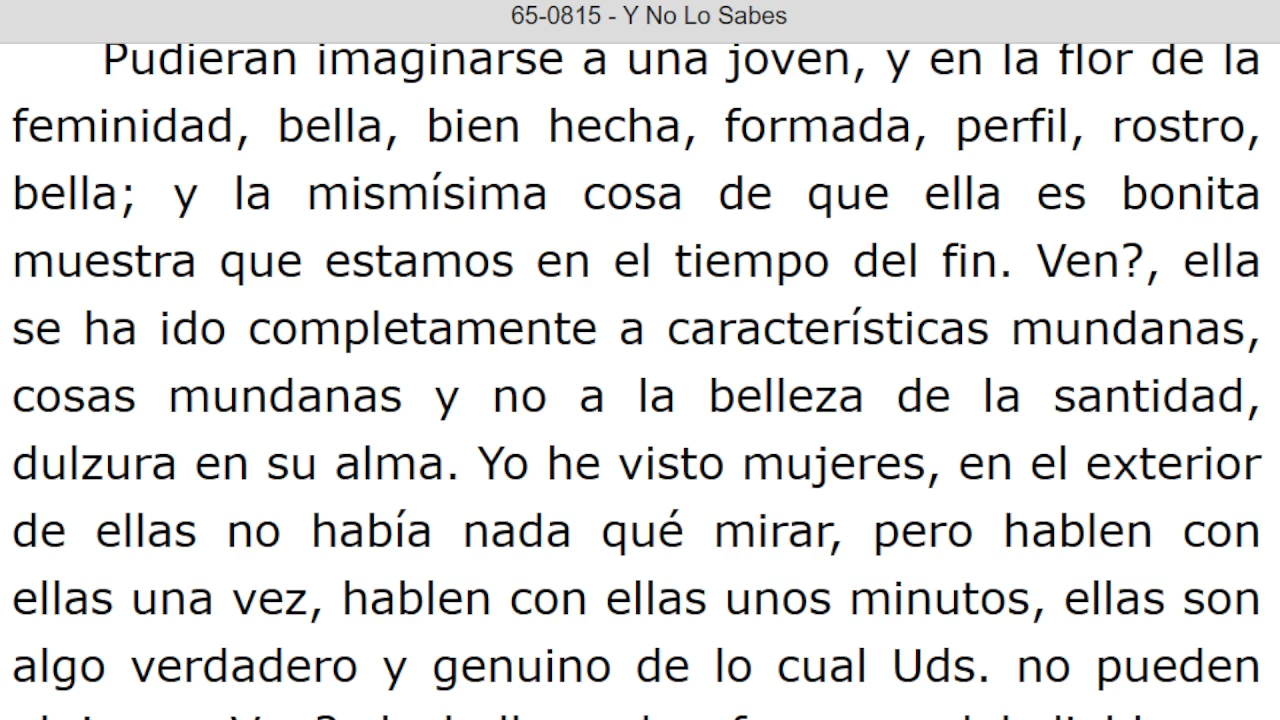 65-0815 - Y No Lo Sabes
Pudieran imaginarse a una joven, y en la flor de la
feminidad, bella, bien hecha, formada, perfil, rostro,
bella; y la mismísima cosa de que ella es bonita
muestra que estamos en el tiempo del fin. Ven?, ella
se ha ido completamente a características mundanas,
cosas mundanas y no a la belleza de la santidad,
dulzura en su alma. Yo he visto mujeres, en el exterior
de ellas no había nada qué mirar, pero hablen con
ellas una vez, hablen con ellas unos minutos, ellas son
algo verdadero y genuino de lo cual Uds. no pueden